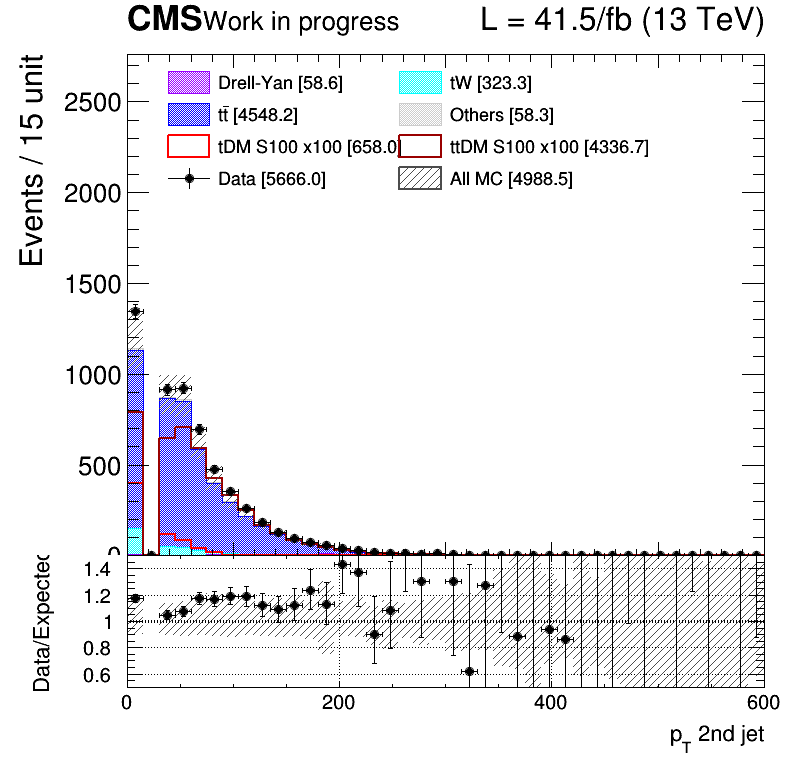 CMS Work in progress L = 41.5/fb (13 TeV)
Events / 15 unit
2500
2000
1500
1000
500
0
Drell-Yan [58.6] tW [323.3]
tt̄ [4548.2] Others [58.3]
tDM S100 x100 [658.0] ttDM S100 x100 [4336.7]
Data [5666.0] All MC [4988.5]
Data/Expected
1.4
1.2
1
0.8
0.6
0 200 400 600
pT 2nd jet